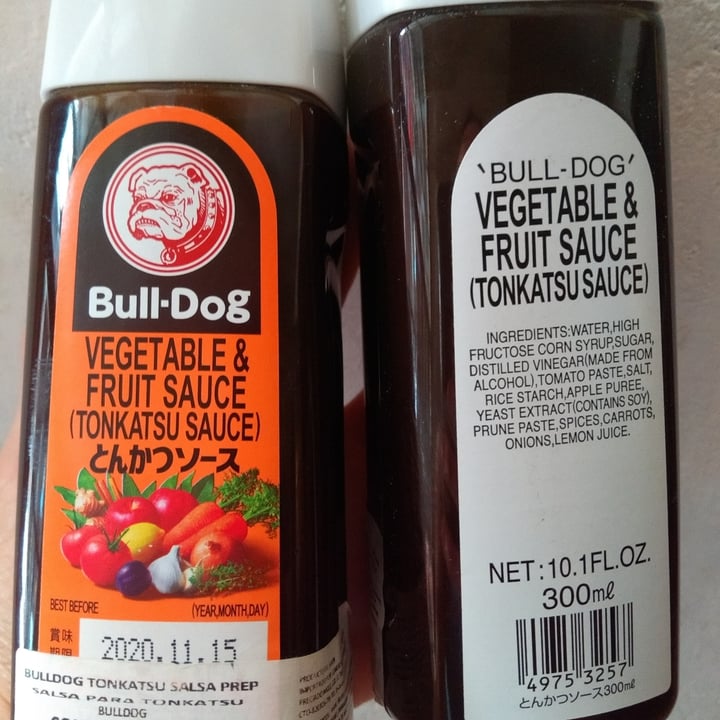 Bull-Dog
VEGETABLE &
FRUIT SAUCE
(TONKATSU SAUCE)
とんかつソース
BEST BEFORE (YEAR,MONTH,DAY)
賞味
期限
2020.11.15
BULLDOG TONKATSU SALSA PREP
SALSA PARA TONKATSU
BULLDOG
'BULL-DOG'
VEGETABLE &
FRUIT SAUCE
(TONKATSU SAUCE)
INGREDIENTS:WATER,HIGH
FRUCTOSE CORN SYRUP,SUGAR,
DISTILLED VINEGAR(MADE FROM
ALCOHOL),TOMATO PASTE,SALT,
RICE STARCH,APPLE PUREE,
YEAST EXTRACT(CONTAINS SOY),
PRUNE PASTE,SPICES,CARROTS,
ONIONS,LEMON JUICE.
NET:10.1FL.OZ.
300mℓ
4975 3257
とんかつソース300mℓ